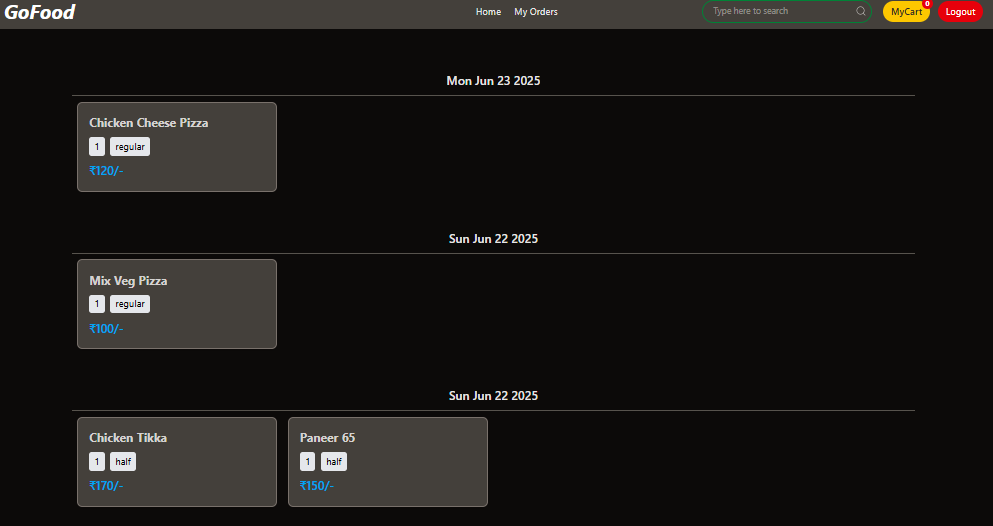 GoFood
Home My Orders
Type here to search
MyCart 0
Logout
Mon Jun 23 2025
Chicken Cheese Pizza
1 regular
₹120/-
Sun Jun 22 2025
Mix Veg Pizza
1 regular
₹100/-
Sun Jun 22 2025
Chicken Tikka
1 half
₹170/-
Paneer 65
1 half
₹150/-